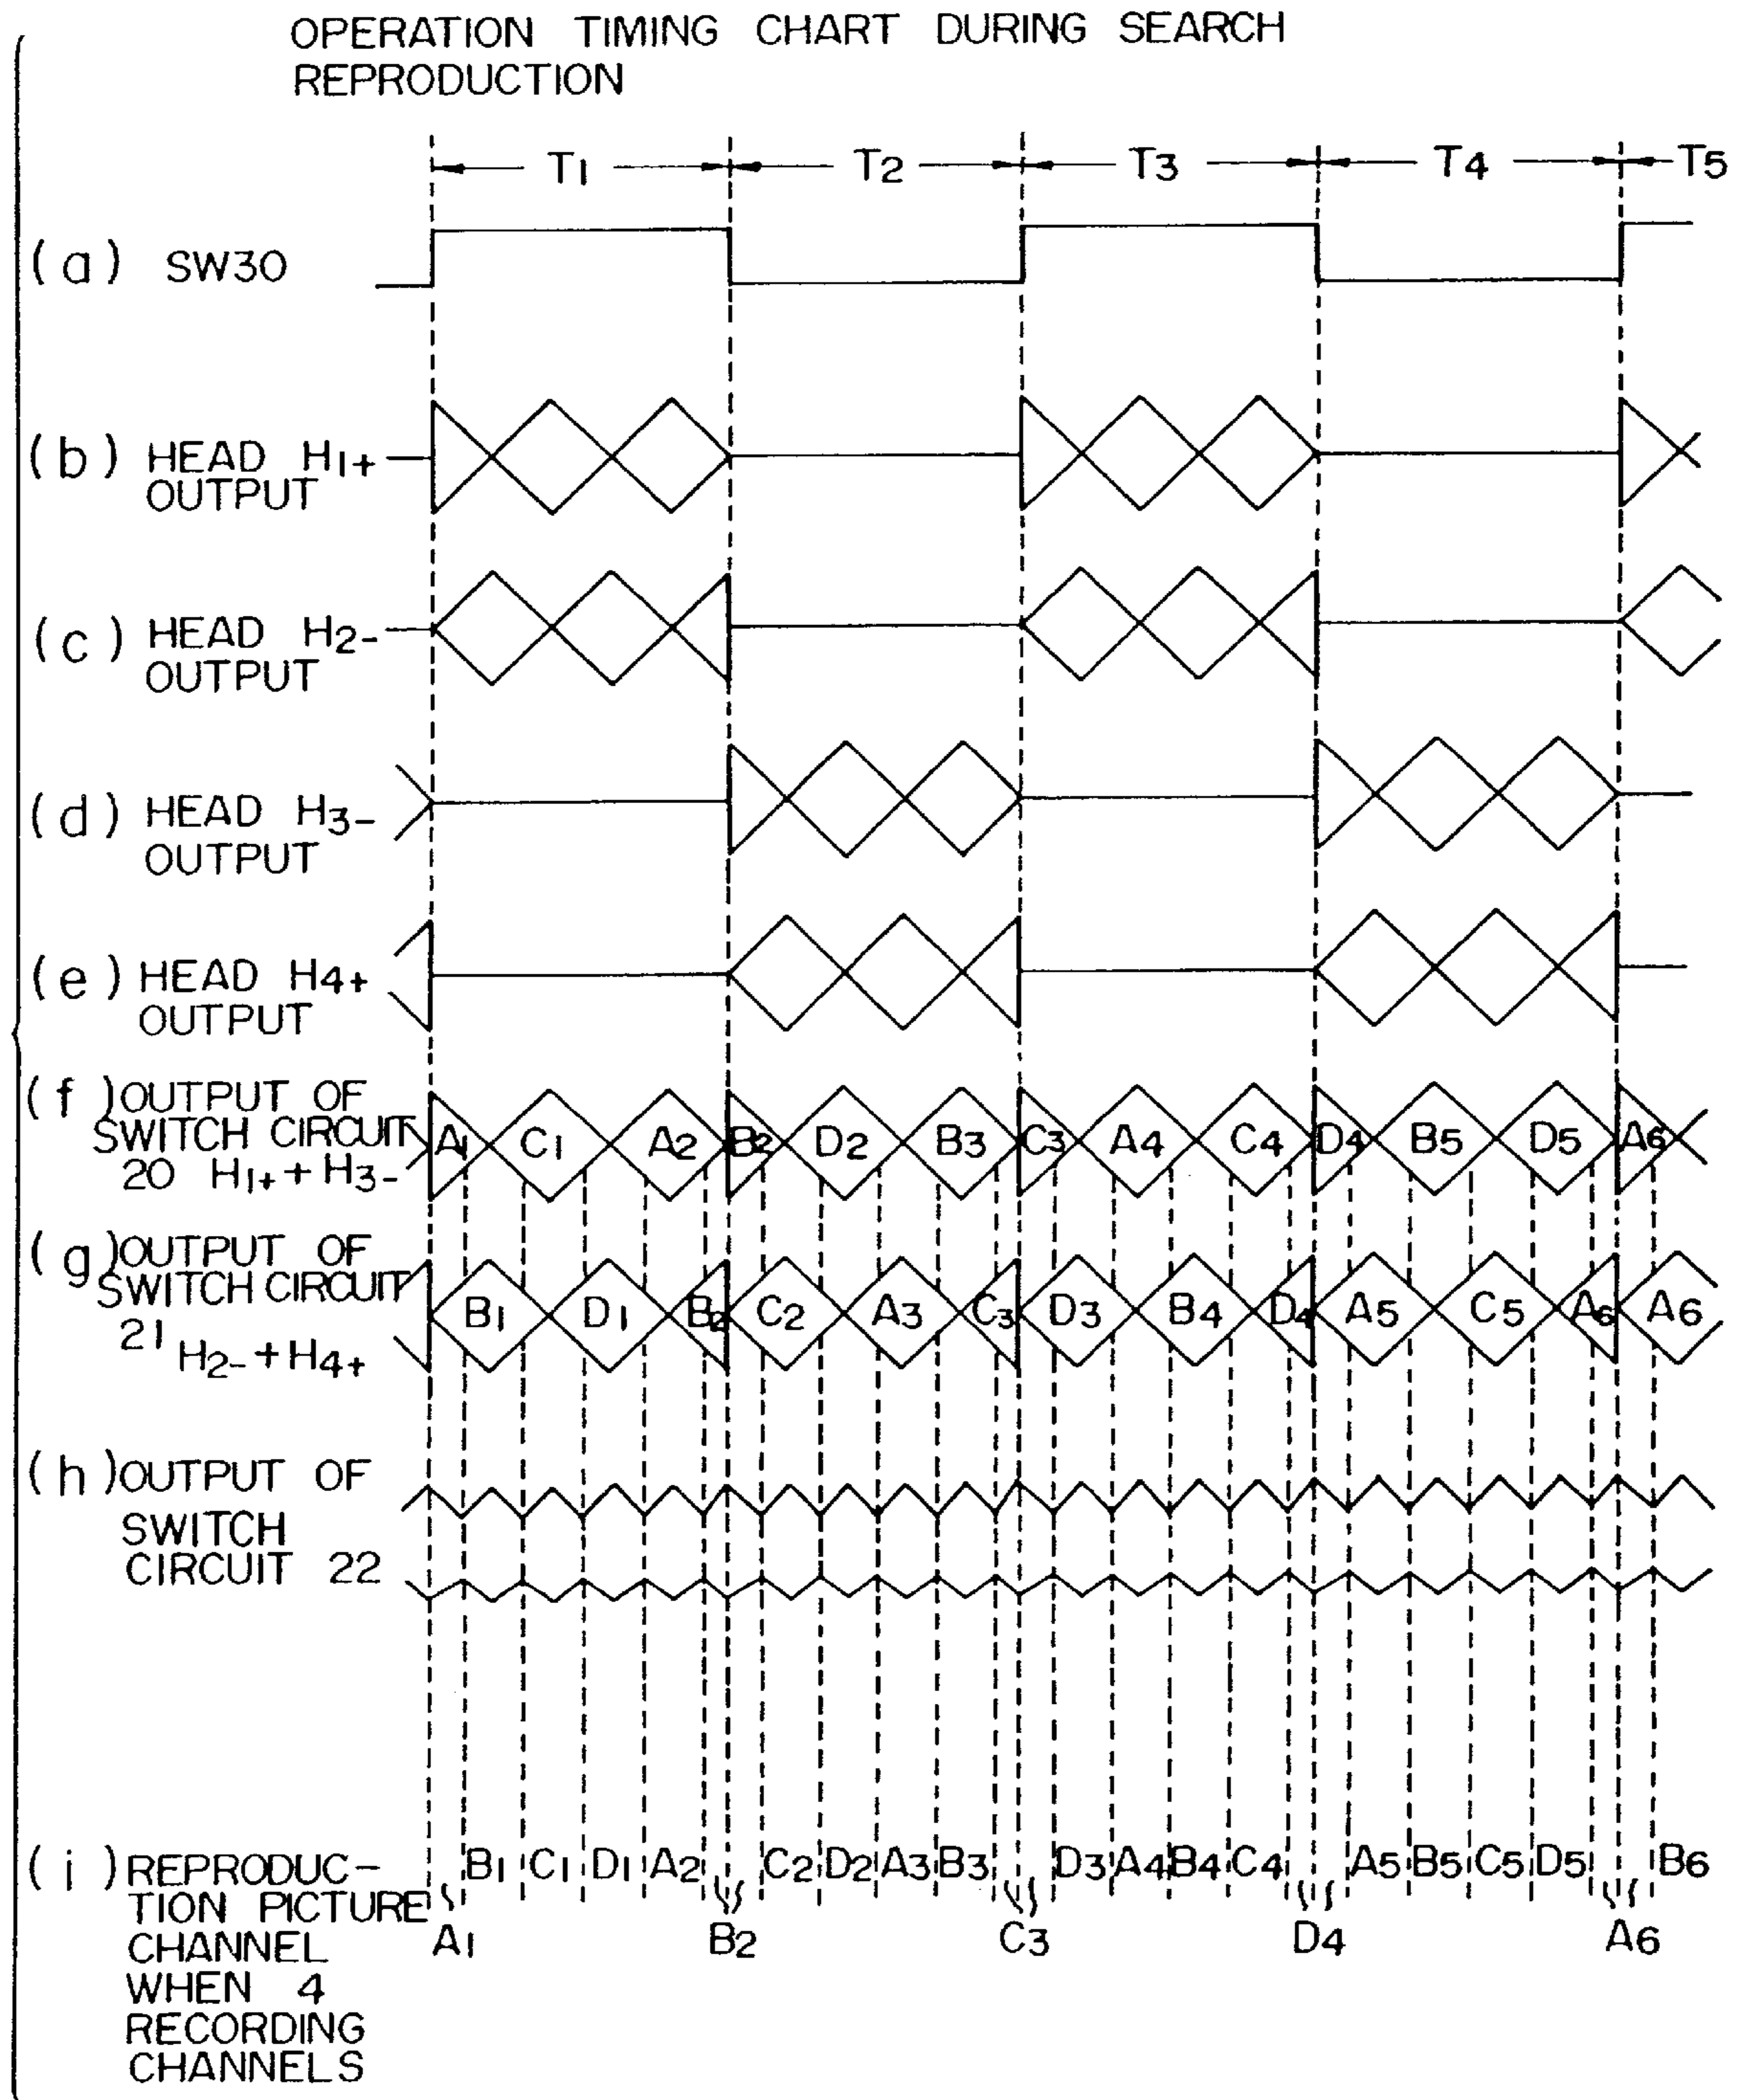 OPERATION TIMING CHART DURING SEARCH
REPRODUCTION
T1 T2 T3 T4 T5
(a) SW30
(b) HEAD H1+
OUTPUT
(c) HEAD H2-
OUTPUT
(d) HEAD H3-
OUTPUT
(e) HEAD H4+
OUTPUT
(f) OUTPUT OF
SWITCH CIRCUIT
20 H1+ + H3-
A1 C1 A2 B2 D2 B3 C3 A4 C4 D4 B5 D5 A6
(g) OUTPUT OF
SWITCH CIRCUIT
21 H2- + H4+
B1 D1 B2 C2 A3 C3 D3 B4 D4 A5 C5 A6 A6
(h) OUTPUT OF
SWITCH
CIRCUIT 22
(i) REPRODUC-
TION PICTURE
CHANNEL
WHEN 4
RECORDING
CHANNELS
B1 C1 D1 A2 C2 D2 A3 B3 D3 A4 B4 C4 A5 B5 C5 D5 B6
A1 B2 C3 D4 A6